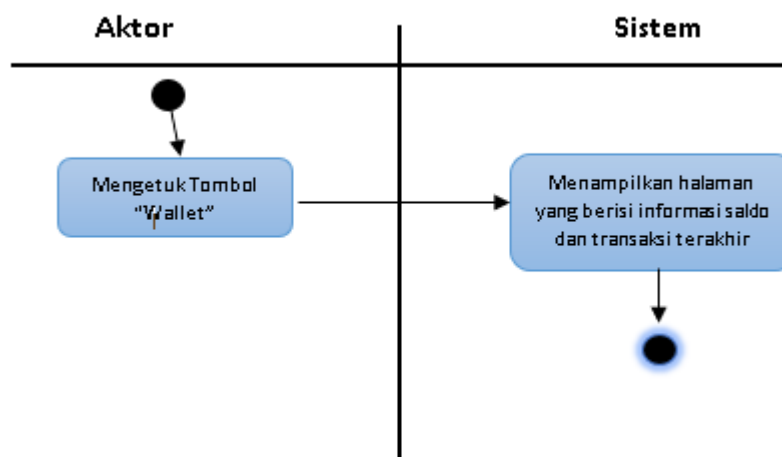 Aktor
Sistem
Mengetuk Tombol
"Wallet"
Menampilkan halaman
yang berisi informasi saldo
dan transaksi terakhir